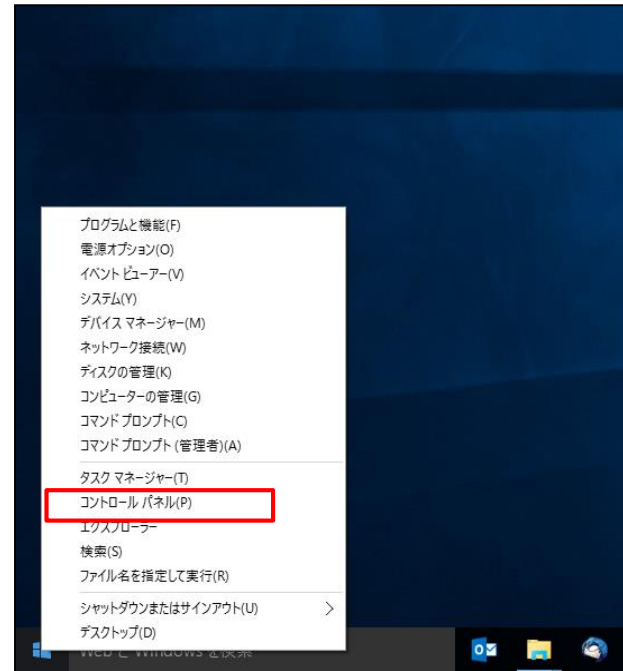 プログラムと機能(F)
電源オプション(O)
イベント ビューアー(V)
システム(Y)
デバイス マネージャー(M)
ネットワーク接続(W)
ディスクの管理(K)
コンピューターの管理(G)
コマンド プロンプト(C)
コマンド プロンプト (管理者)(A)
タスク マネージャー(T)
コントロール パネル(P)
エクスプローラー
検索(S)
ファイル名を指定して実行(R)
シャットダウンまたはサインアウト(U)
デスクトップ(D)
Web と Windows を検索